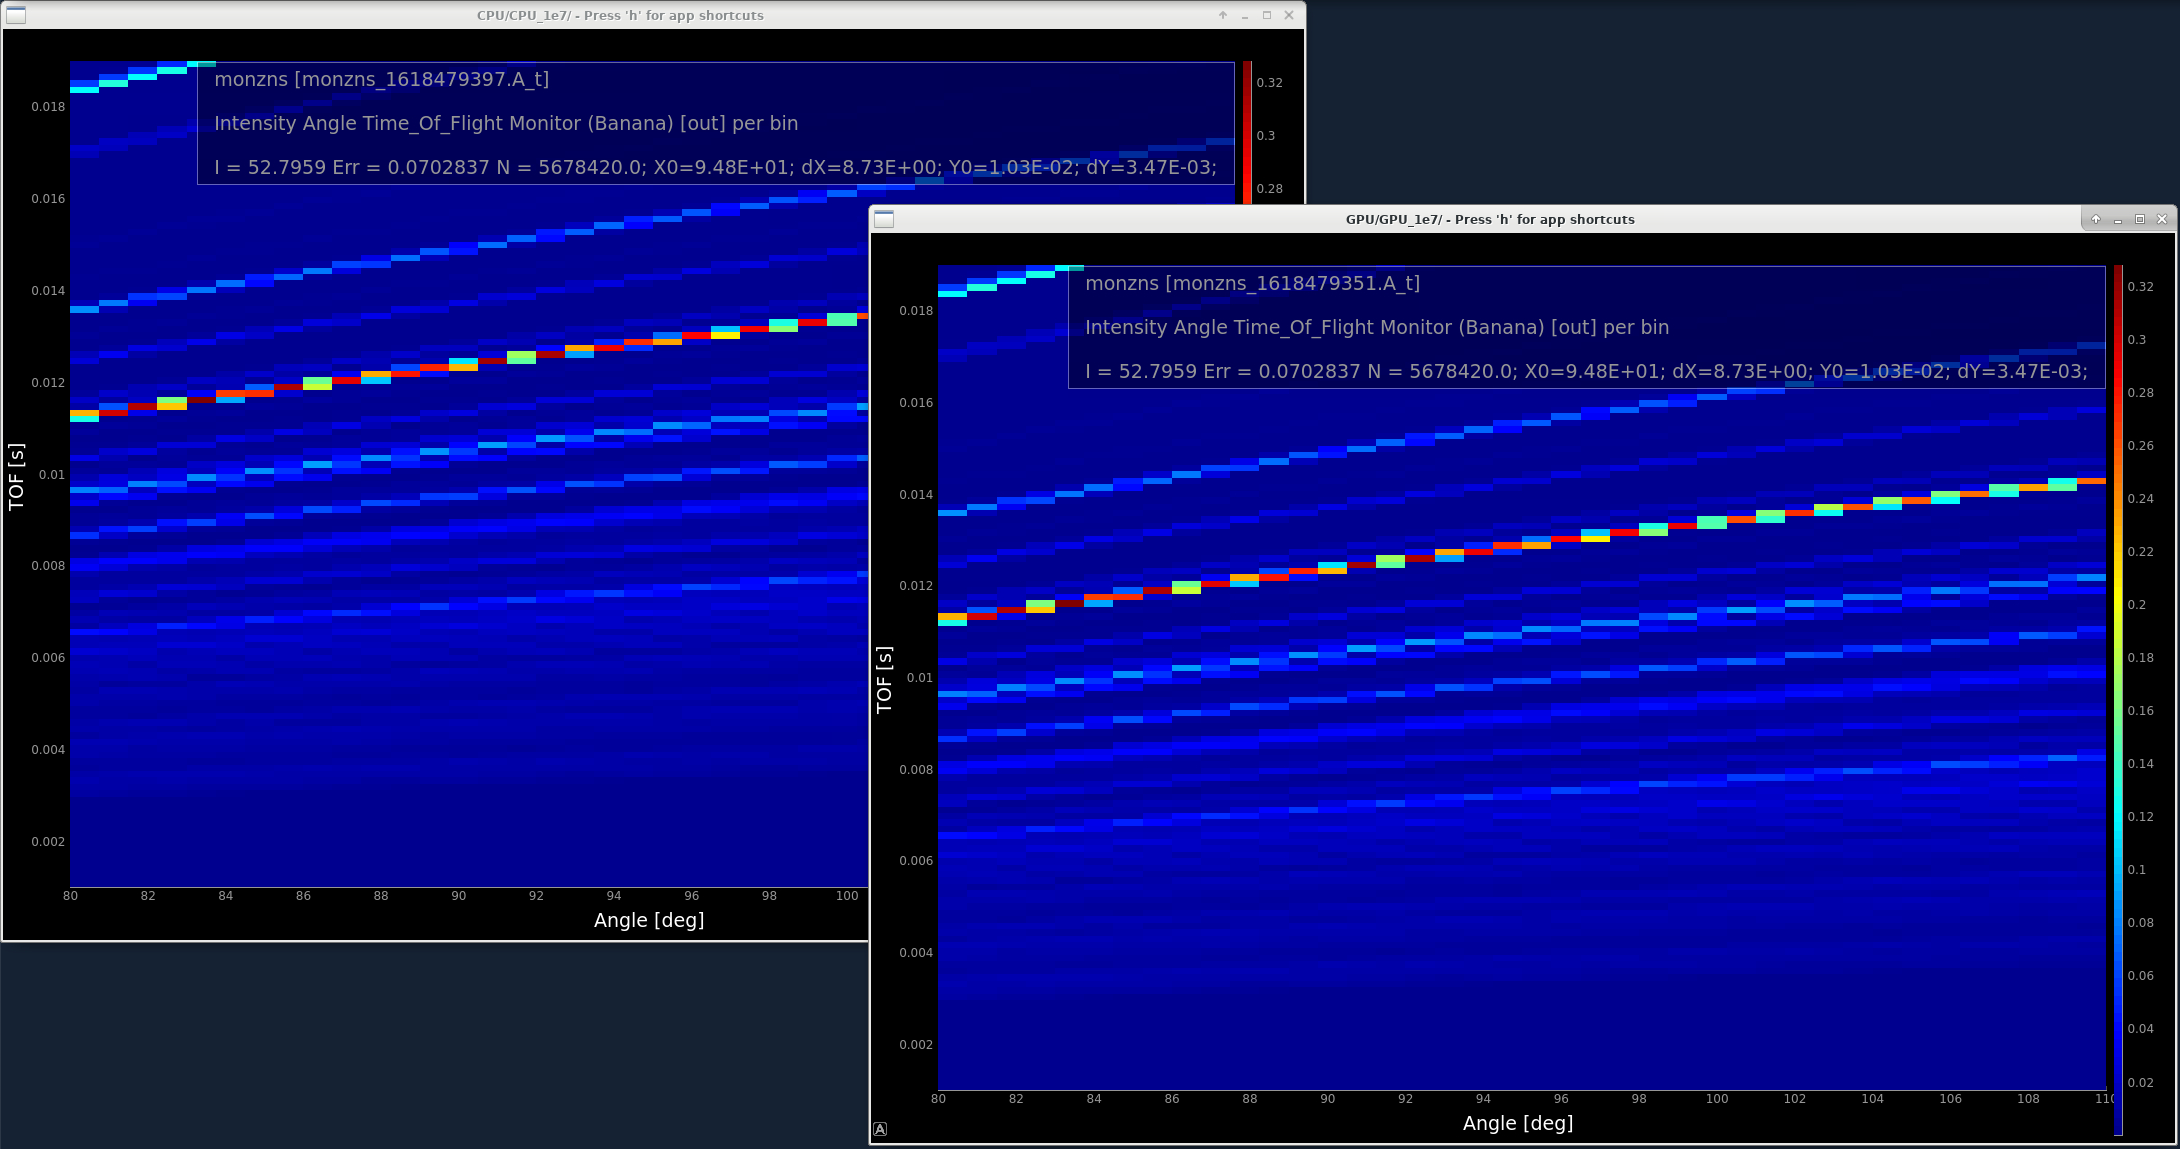 CPU/CPU_1e7/ - Press 'h' for app shortcuts
monzns [monzns_1618479397.A_t]
Intensity Angle Time_Of_Flight Monitor (Banana) [out] per bin
I = 52.7959 Err = 0.0702837 N = 5678420.0; X0=9.48E+01; dX=8.73E+00; Y0=1.03E-02; dY=3.47E-03;
0.32
0.3
0.28
0.018
0.016
0.014
0.012
0.01
0.008
0.006
0.004
0.002
TOF [s]
80 82 84 86 88 90 92 94 96 98 100
Angle [deg]
GPU/GPU_1e7/ - Press 'h' for app shortcuts
monzns [monzns_1618479351.A_t]
Intensity Angle Time_Of_Flight Monitor (Banana) [out] per bin
I = 52.7959 Err = 0.0702837 N = 5678420.0; X0=9.48E+01; dX=8.73E+00; Y0=1.03E-02; dY=3.47E-03;
0.018
0.016
0.014
0.012
0.01
0.008
0.006
0.004
0.002
TOF [s]
80 82 84 86 88 90 92 94 96 98 100 102 104 106 108 110
Angle [deg]
A
0.32
0.3
0.28
0.26
0.24
0.22
0.2
0.18
0.16
0.14
0.12
0.1
0.08
0.06
0.04
0.02